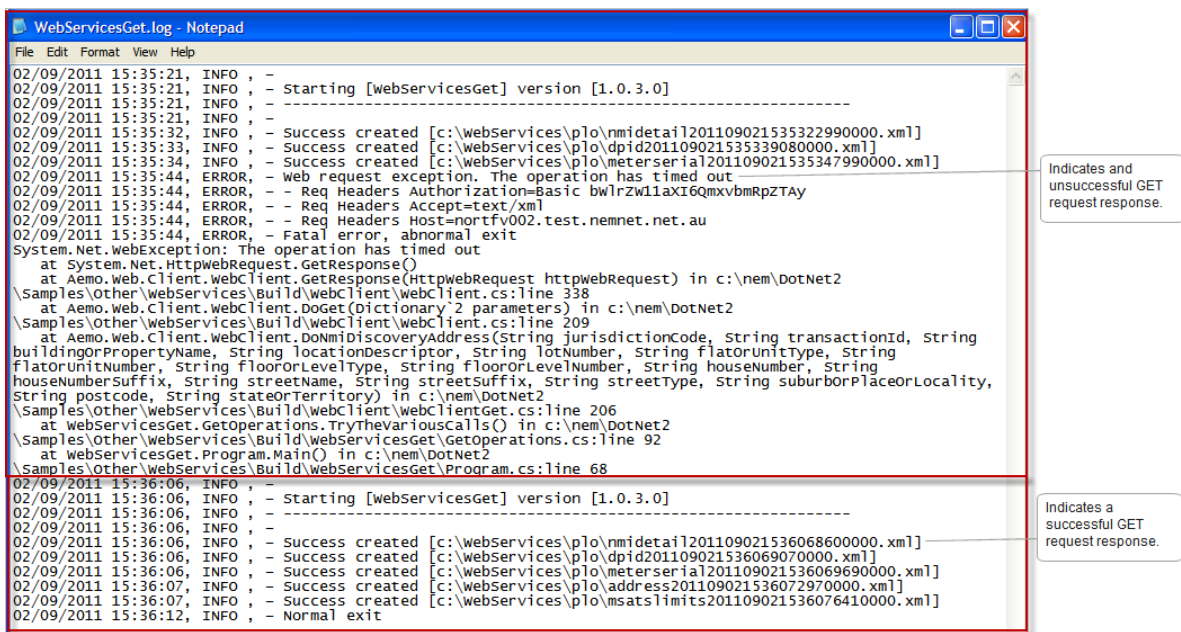 WebServicesGet.log - Notepad
File Edit Format View Help
02/09/2011 15:35:21, INFO , -
02/09/2011 15:35:21, INFO , - Starting [WebServicesGet] version [1.0.3.0]
02/09/2011 15:35:21, INFO , - ---------------------------------------------------------------
02/09/2011 15:35:21, INFO , -
02/09/2011 15:35:32, INFO , - Success created [c:\WebServices\plo\nmidetail201109021535322990000.xml]
02/09/2011 15:35:33, INFO , - Success created [c:\WebServices\plo\dpid201109021535339080000.xml]
02/09/2011 15:35:34, INFO , - Success created [c:\WebServices\plo\meterserial201109021535347990000.xml]
02/09/2011 15:35:44, ERROR, - Web request exception. The operation has timed out
02/09/2011 15:35:44, ERROR, - - Req Headers Authorization=Basic bWlrZW11aXI6QmxvbmRpZTAy
02/09/2011 15:35:44, ERROR, - - Req Headers Accept=text/xml
02/09/2011 15:35:44, ERROR, - - Req Headers Host=nortfv002.test.nemnet.net.au
02/09/2011 15:35:44, ERROR, - Fatal error, abnormal exit
System.Net.WebException: The operation has timed out
at System.Net.HttpWebRequest.GetResponse()
at Aemo.Web.Client.WebClient.GetResponse(HttpWebRequest httpWebRequest) in c:\nem\DotNet2
\Samples\Other\WebServices\Build\WebClient\WebClient.cs:line 338
at Aemo.Web.Client.WebClient.DoGet(Dictionary`2 parameters) in c:\nem\DotNet2
\Samples\Other\WebServices\Build\WebClient\WebClient.cs:line 209
at Aemo.Web.Client.WebClient.DoNmiDiscoveryAddress(String jurisdictionCode, String transactionId, String
buildingOrPropertyName, String locationDescriptor, String lotNumber, String flatOrUnitType, String
flatOrUnitNumber, String floorOrLevelType, String floorOrLevelNumber, String houseNumber, String
houseNumberSuffix, String streetName, String streetSuffix, String streetType, String suburbOrPlaceOrLocality,
String postcode, String stateOrTerritory) in c:\nem\DotNet2
\Samples\Other\WebServices\Build\WebClient\WebClientGet.cs:line 206
at WebServicesGet.GetOperations.TryTheVariousCalls() in c:\nem\DotNet2
\Samples\Other\WebServices\Build\WebServicesGet\GetOperations.cs:line 92
at WebServicesGet.Program.Main() in c:\nem\DotNet2
\Samples\Other\WebServices\Build\WebServicesGet\Program.cs:line 68
02/09/2011 15:36:06, INFO , -
02/09/2011 15:36:06, INFO , - Starting [WebServicesGet] version [1.0.3.0]
02/09/2011 15:36:06, INFO , - ---------------------------------------------------------------
02/09/2011 15:36:06, INFO , -
02/09/2011 15:36:06, INFO , - Success created [c:\WebServices\plo\nmidetail201109021536068600000.xml]
02/09/2011 15:36:06, INFO , - Success created [c:\WebServices\plo\dpid201109021536069070000.xml]
02/09/2011 15:36:06, INFO , - Success created [c:\WebServices\plo\meterserial201109021536069690000.xml]
02/09/2011 15:36:07, INFO , - Success created [c:\WebServices\plo\address201109021536072970000.xml]
02/09/2011 15:36:07, INFO , - Success created [c:\WebServices\plo\msatslimits201109021536076410000.xml]
02/09/2011 15:36:12, INFO , - Normal exit
Indicates and
unsuccessful GET
request response.
Indicates a
successful GET
request response.